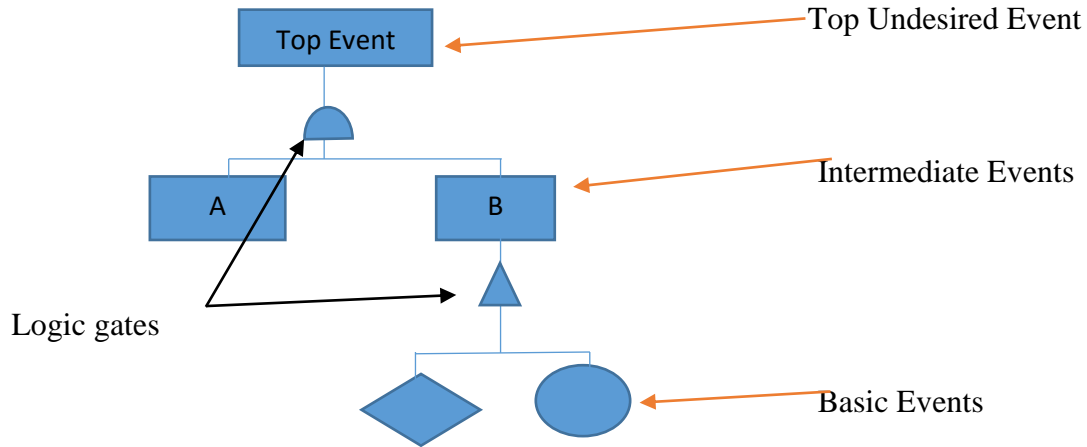 Top Undesired Event
Top Event
Intermediate Events
A
B
Logic gates
Basic Events